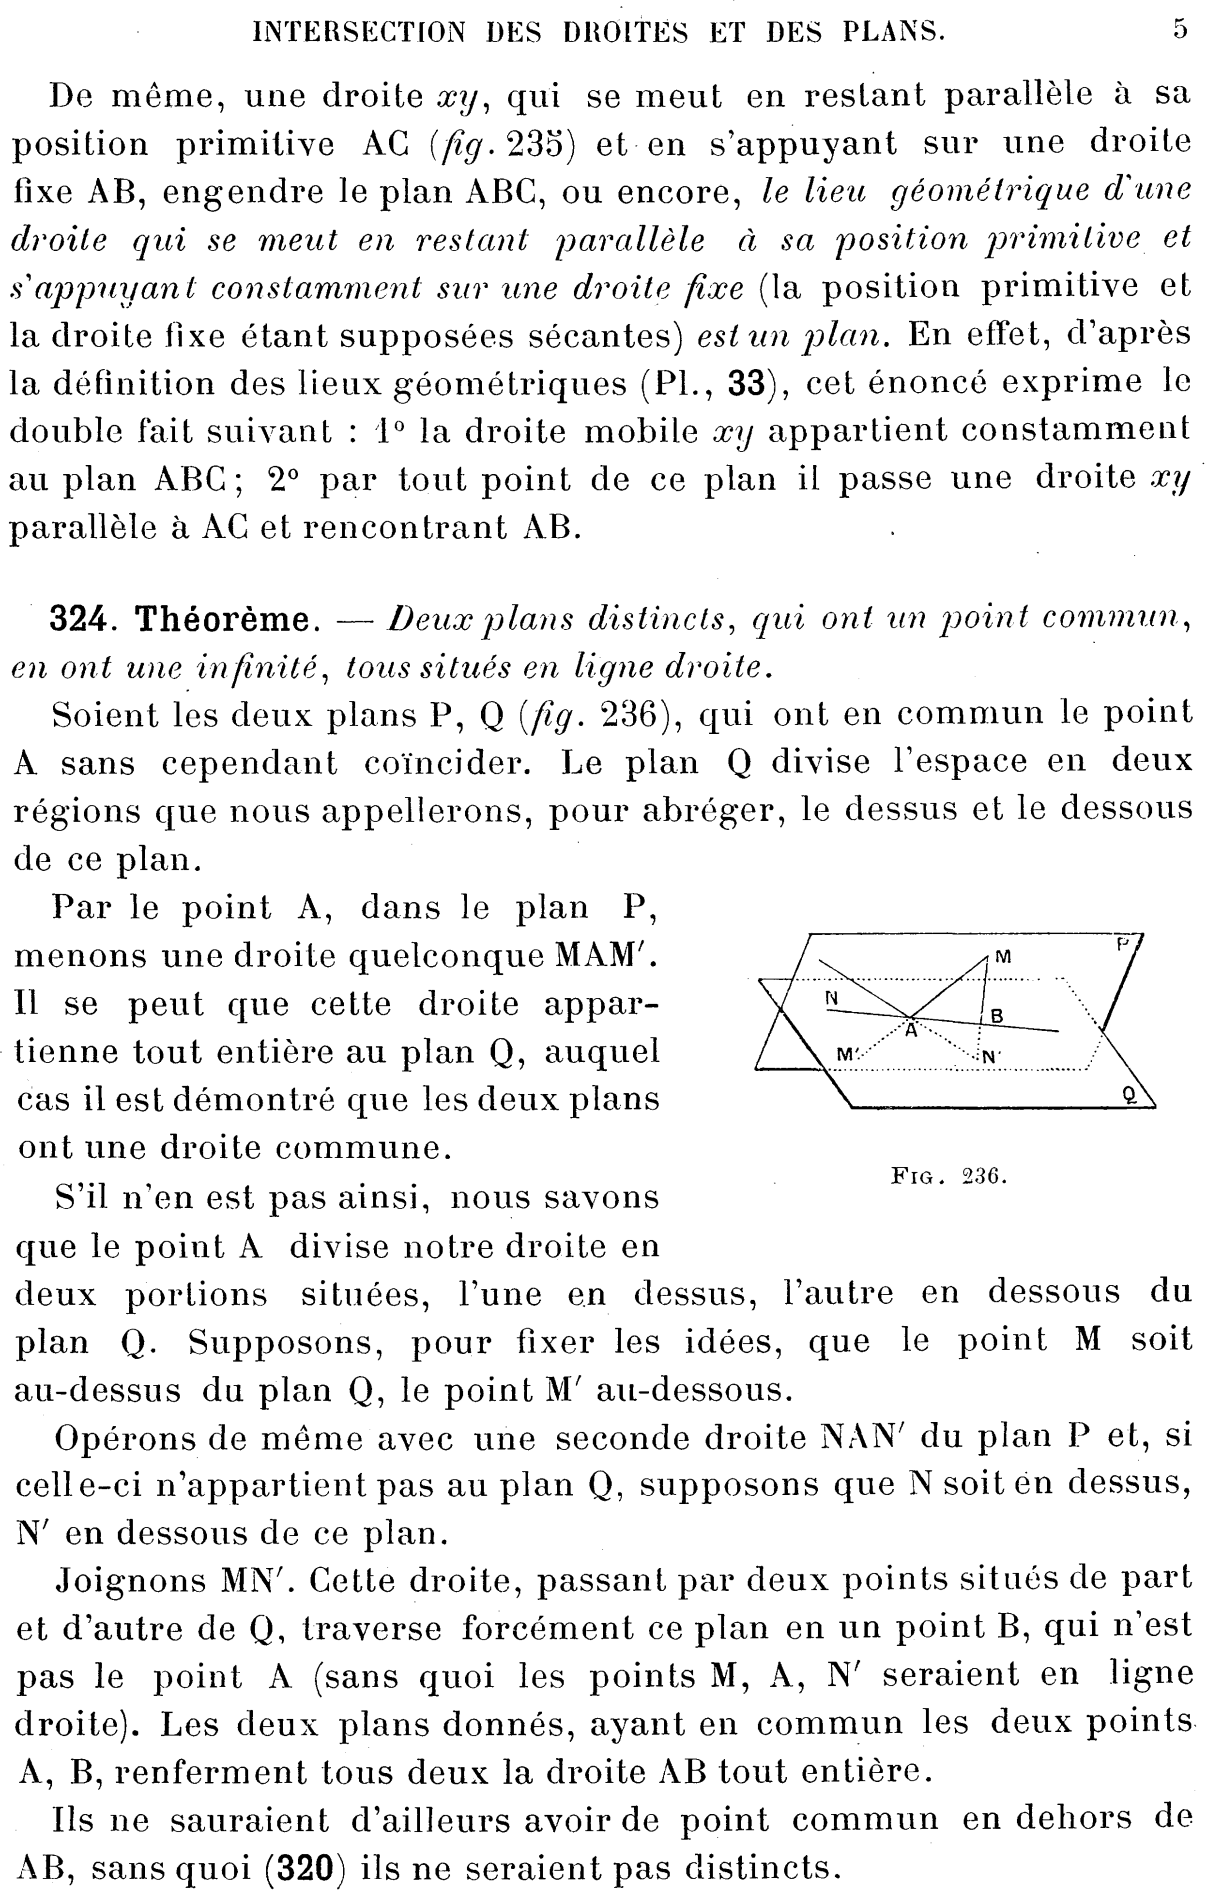 INTERSECTION DES DROITES ET DES PLANS. 5
De même, une droite xy, qui se meut en restant parallèle à sa
position primitive AC (fig. 235) et en s'appuyant sur une droite
fixe AB, engendre le plan ABC, ou encore, le lieu géométrique d'une
droite qui se meut en restant parallèle à sa position primitive et
s'appuyant constamment sur une droite fixe (la position primitive et
la droite fixe étant supposées sécantes) est un plan. En effet, d'après
la définition des lieux géométriques (Pl., 33), cet énoncé exprime le
double fait suivant : 1° la droite mobile xy appartient constamment
au plan ABC; 2° par tout point de ce plan il passe une droite xy
parallèle à AC et rencontrant AB.
324. Théorème. — Deux plans distincts, qui ont un point commun,
en ont une infinité, tous situés en ligne droite.
Soient les deux plans P, Q (fig. 236), qui ont en commun le point
A sans cependant coïncider. Le plan Q divise l'espace en deux
régions que nous appellerons, pour abréger, le dessus et le dessous
de ce plan.
Par le point A, dans le plan P,
menons une droite quelconque MAM′.
Il se peut que cette droite appar-
tienne tout entière au plan Q, auquel
cas il est démontré que les deux plans
ont une droite commune.
S'il n'en est pas ainsi, nous savons
que le point A divise notre droite en
P
M
N
B
A
M′
N′
Q
FIG. 236.
deux portions situées, l'une en dessus, l'autre en dessous du
plan Q. Supposons, pour fixer les idées, que le point M soit
au-dessus du plan Q, le point M′ au-dessous.
Opérons de même avec une seconde droite NAN′ du plan P et, si
celle-ci n'appartient pas au plan Q, supposons que N soit en dessus,
N′ en dessous de ce plan.
Joignons MN′. Cette droite, passant par deux points situés de part
et d'autre de Q, traverse forcément ce plan en un point B, qui n'est
pas le point A (sans quoi les points M, A, N′ seraient en ligne
droite). Les deux plans donnés, ayant en commun les deux points
A, B, renferment tous deux la droite AB tout entière.
Ils ne sauraient d'ailleurs avoir de point commun en dehors de
AB, sans quoi (320) ils ne seraient pas distincts.